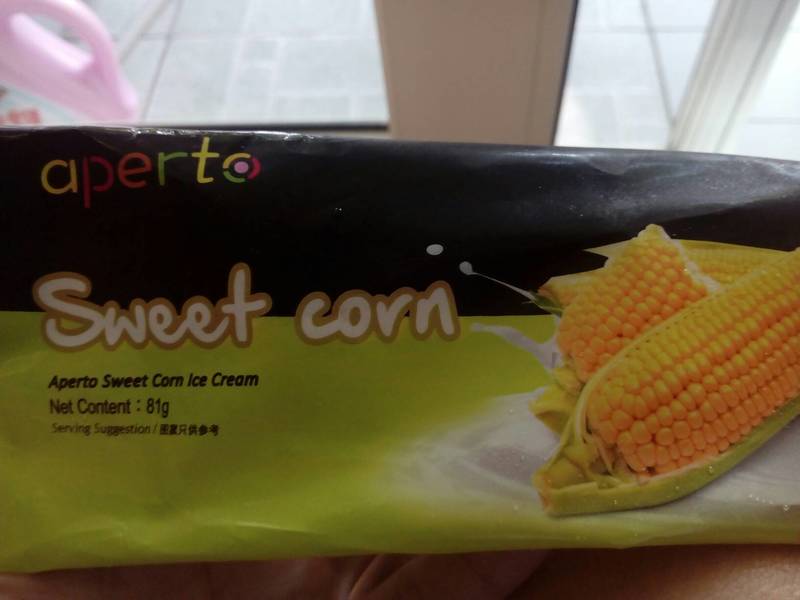 aperto
Sweet corn
Aperto Sweet Corn Ice Cream
Net Content：81g
Serving Suggestion / 图案只供参考